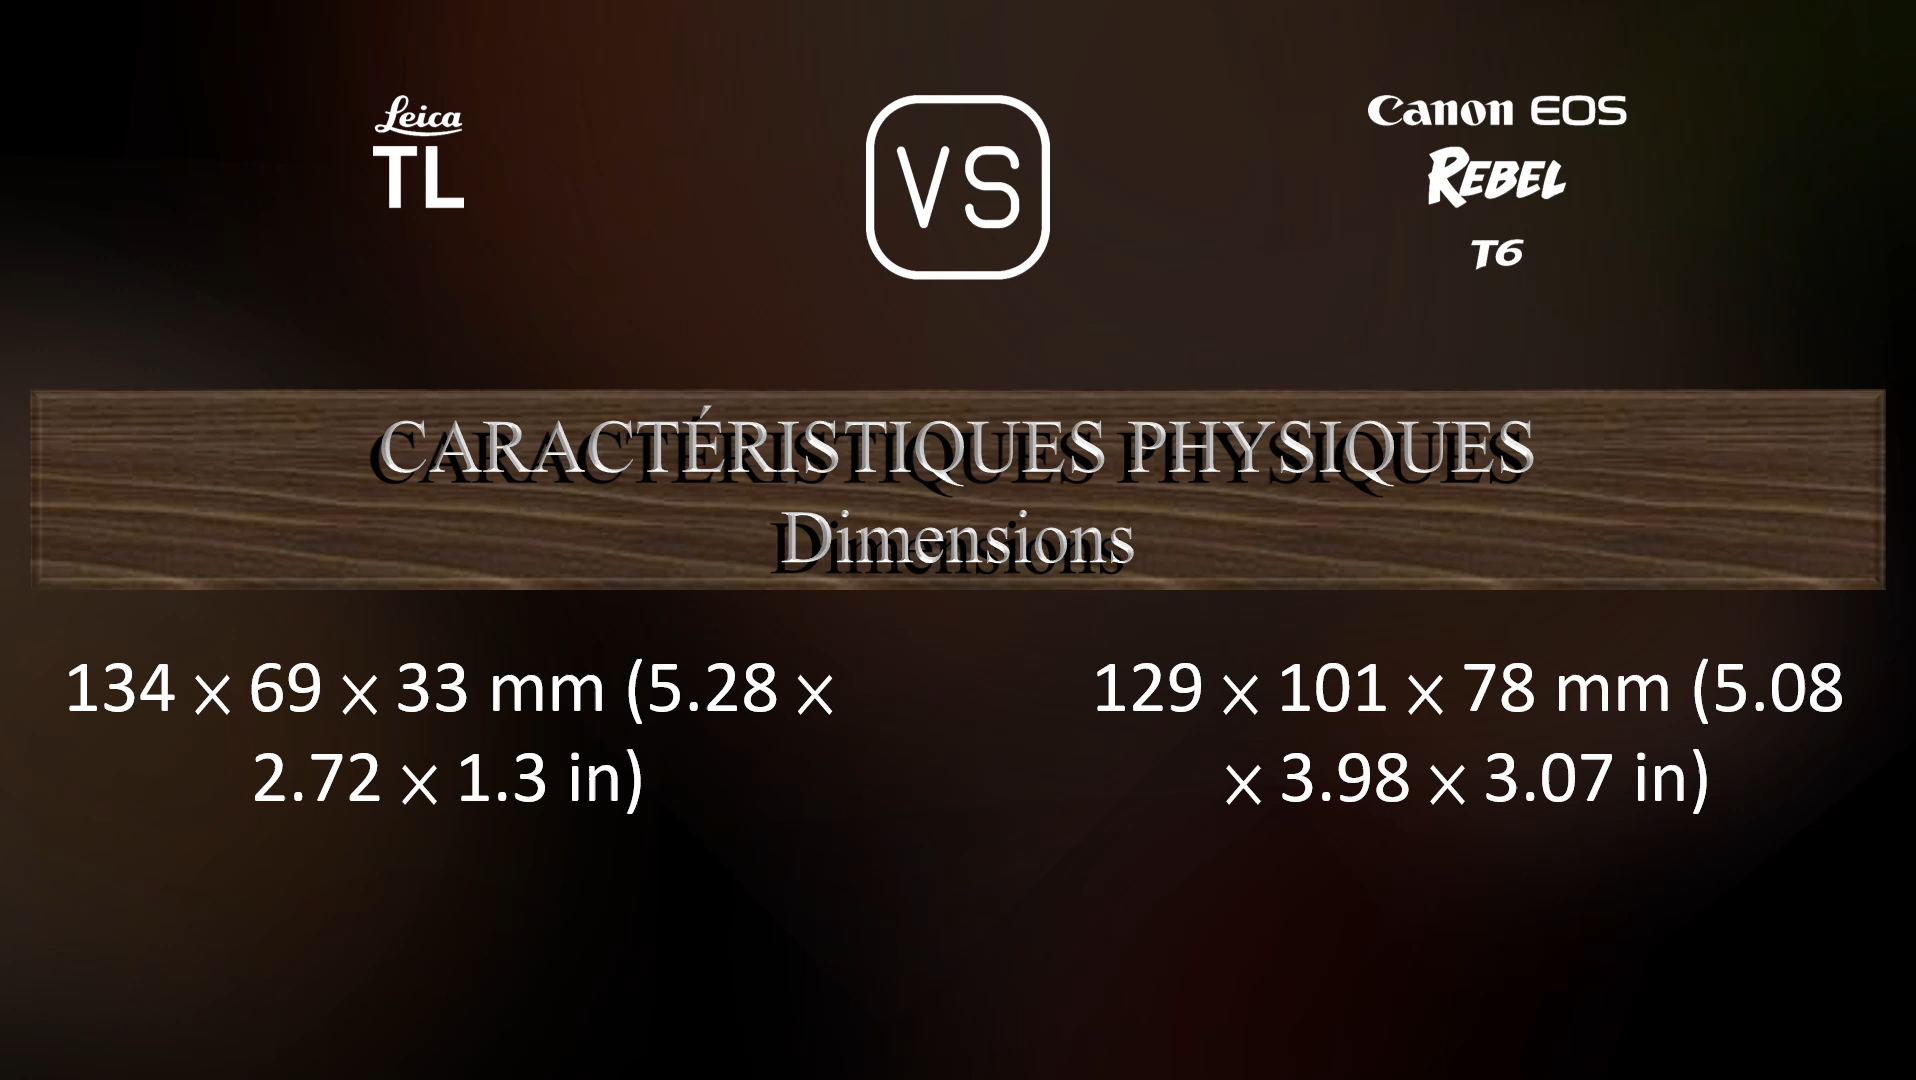 Leica
TL
VS
Canon EOS
REBEL
T6
CARACTÉRISTIQUES PHYSIQUES
Dimensions
134 x 69 x 33 mm (5.28 x
2.72 x 1.3 in)
129 x 101 x 78 mm (5.08
x 3.98 x 3.07 in)